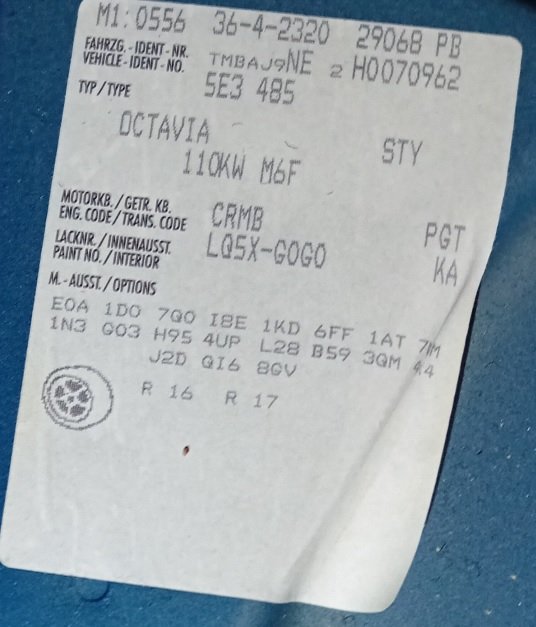 M1:0556 36-4-2320 29068 PB
FAHRZG.-IDENT-NR.
VEHICLE-IDENT-NO. TMBAJ9NE 2 H0070962
TYP/TYPE 5E3 485
OCTAVIA STY
110KW M6F
MOTORKB./GETR.KB.
ENG.CODE/TRANS.CODE CRMB PGT
LACKNR./INNENAUSST.
PAINT NO./INTERIOR LQ5X-GOGO KA
M.-AUSST./OPTIONS
E0A 1D0 7Q0 I8E 1KD 6FF 1AT 7M
1N3 G03 H95 4UP L28 B59 3QM 4
J2D QI6 8GV
R 16 R 17